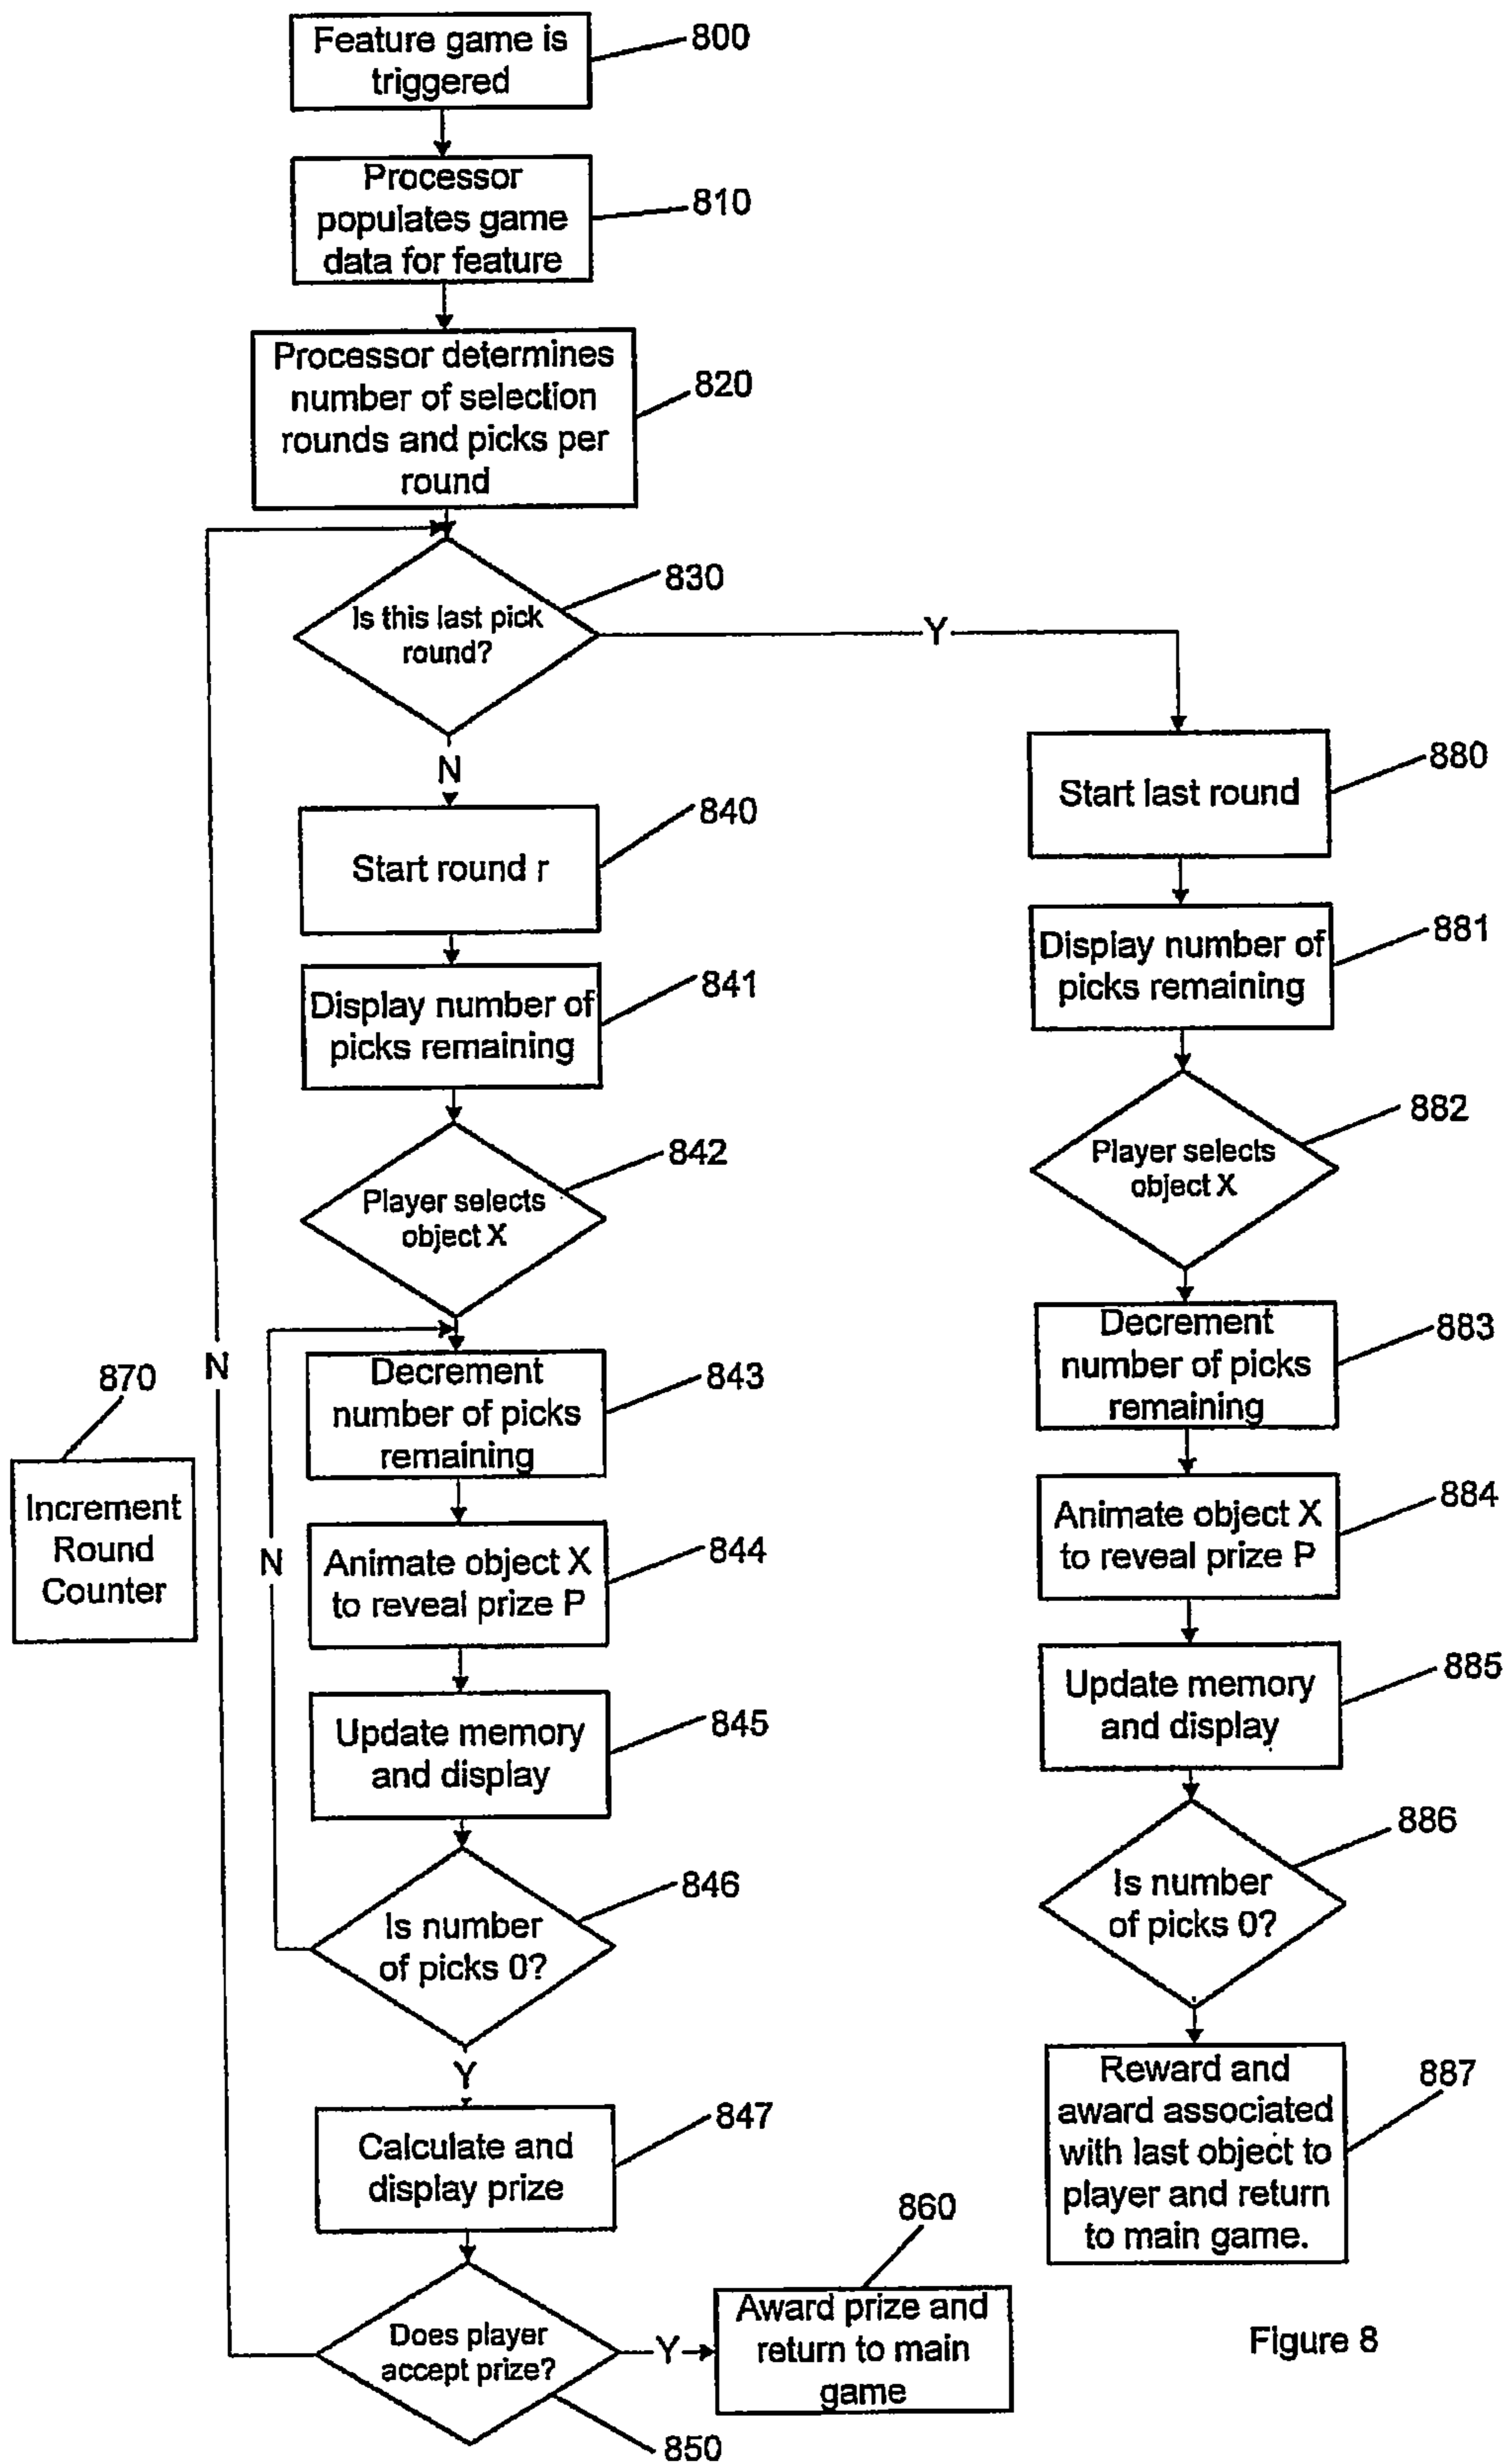 Feature game is
triggered
800
Processor
populates game
data for feature
810
Processor determines
number of selection
rounds and picks per
round
820
Is this last pick
round?
830
Y
N
Start round r
840
Display number of
picks remaining
841
Player selects
object X
842
Decrement
number of picks
remaining
843
Animate object X
to reveal prize P
844
Update memory
and display
845
Is number
of picks 0?
846
N
Y
Calculate and
display prize
847
Does player
accept prize?
850
Y
Award prize and
return to main
game
860
N
870
Increment
Round
Counter
Start last round
880
Display number of
picks remaining
881
Player selects
object X
882
Decrement
number of picks
remaining
883
Animate object X
to reveal prize P
884
Update memory
and display
885
Is number
of picks 0?
886
Reward and
award associated
with last object to
player and return
to main game.
887
Figure 8